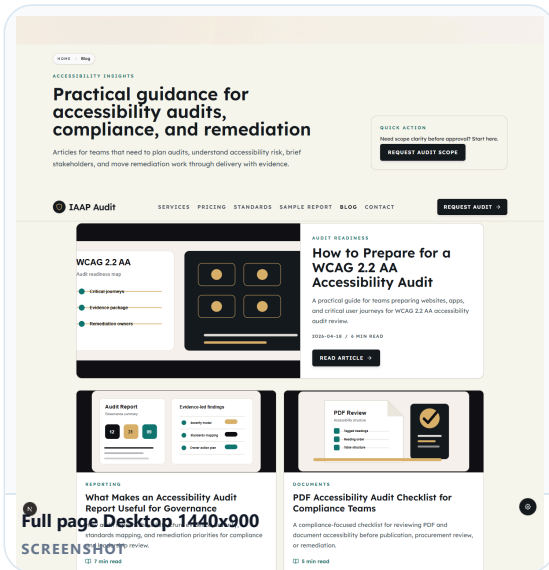 HOME Blog
ACCESSIBILITY INSIGHTS
Practical guidance for
accessibility audits,
compliance, and remediation
Articles for teams that need to plan audits, understand accessibility risk, brief
stakeholders, and move remediation work through delivery with evidence.
QUICK ACTION
Need scope clarity before approval? Start here.
REQUEST AUDIT SCOPE
IAAP Audit
SERVICES PRICING STANDARDS SAMPLE REPORT BLOG CONTACT
REQUEST AUDIT →
WCAG 2.2 AA
Audit readiness map
Critical journeys
Evidence package
Remediation owners
AUDIT READINESS
How to Prepare for a
WCAG 2.2 AA
Accessibility Audit
A practical guide for teams preparing websites, apps,
and critical user journeys for WCAG 2.2 AA accessibility
audit review.
2026-04-18 / 6 MIN READ
READ ARTICLE →
Audit Report
Governance summary
12
Evidence-led findings
Severity model
Standards mapping
Owner action plan
PDF Review
Accessibility structure
Tagged headings
Reading order
Table structure
REPORTING
What Makes an Accessibility Audit
Report Useful for Governance
standards mapping, and remediation priorities for compliance
review.
7 min read
DOCUMENTS
PDF Accessibility Audit Checklist for
Compliance Teams
A compliance-focused checklist for reviewing PDF and
document accessibility before publication, procurement review,
or remediation.
5 min read
N
Full page Desktop 1440x900
SCREENSHOT